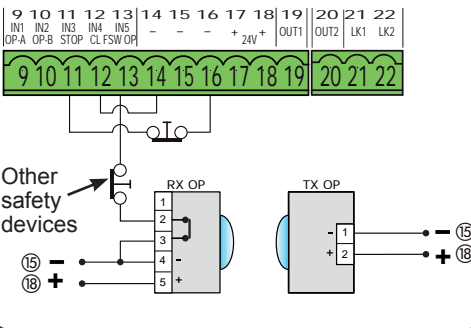 9 10 11 12 13 14 15 16 17 18 19 20 21 22
IN1 IN2 IN3 IN4 IN5 - - - + 24V + OUT1 OUT2 LK1 LK2
OP-A OP-B STOP CL FSW OP
9 10 11 12 13 14 15 16 17 18 19 20 21 22
Other
safety
devices
RX OP
1
2
3
4 -
5 +
TX OP
- 1
+ 2
15 -
18 +
15 -
18 +